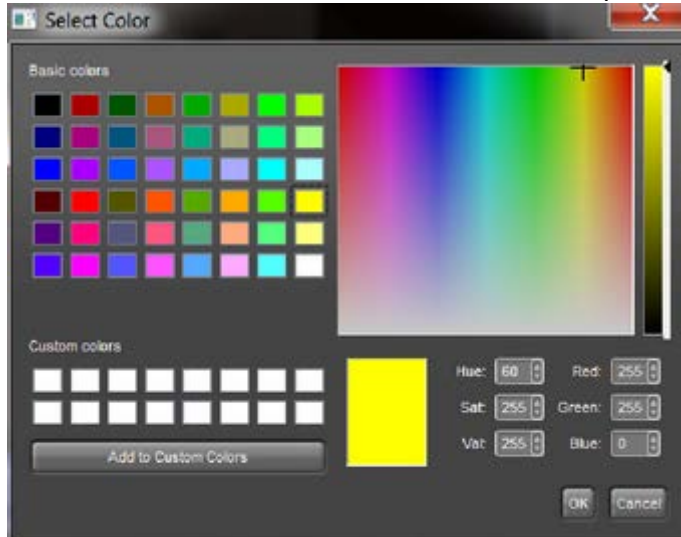 Select Color
Basic colors
Custom colors
Add to Custom Colors
Hue: 60
Red: 255
Sat: 255
Green: 255
Val: 255
Blue: 0
OK
Cancel